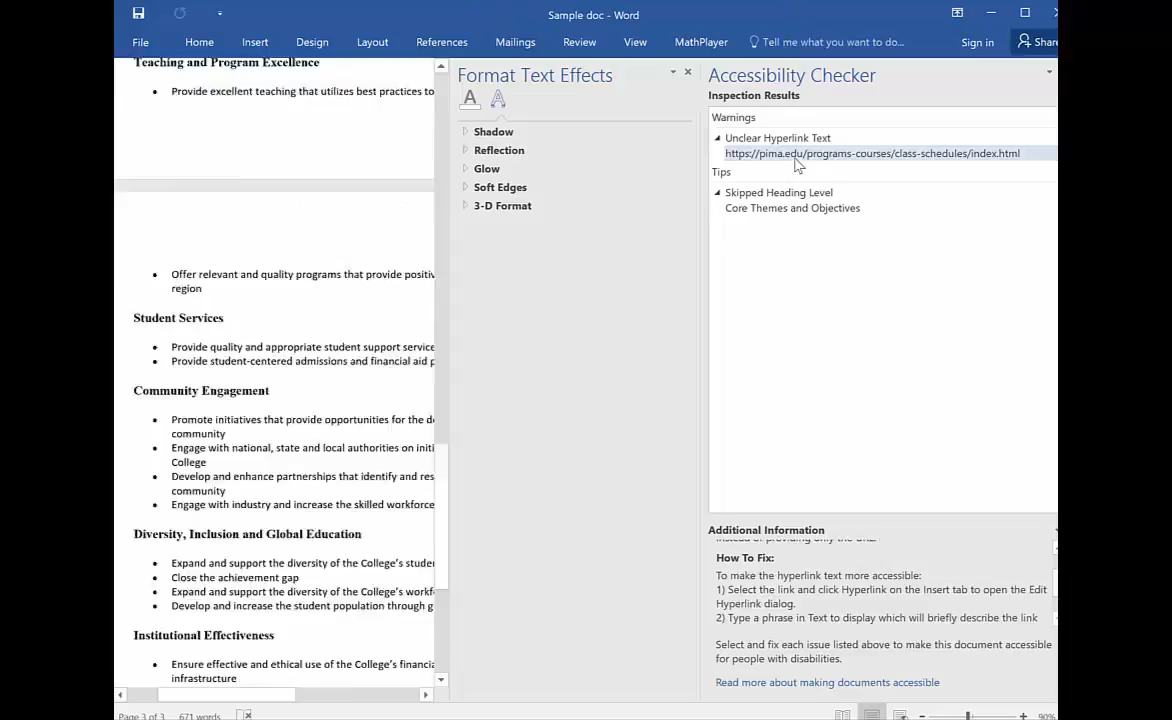 Sample doc - Word
File Home Insert Design Layout References Mailings Review View MathPlayer Tell me what you want to do... Sign in Share
Teaching and Program Excellence
Provide excellent teaching that utilizes best practices to
Offer relevant and quality programs that provide positiv
region
Student Services
Provide quality and appropriate student support service
Provide student-centered admissions and financial aid p
Community Engagement
Promote initiatives that provide opportunities for the de
community
Engage with national, state and local authorities on initi
College
Develop and enhance partnerships that identify and res
community
Engage with industry and increase the skilled workforce
Diversity, Inclusion and Global Education
Expand and support the diversity of the College's studen
Close the achievement gap
Expand and support the diversity of the College's workf
Develop and increase the student population through g
Institutional Effectiveness
Ensure effective and ethical use of the College's financia
infrastructure
Format Text Effects
A A
Shadow
Reflection
Glow
Soft Edges
3-D Format
Accessibility Checker
Inspection Results
Warnings
Unclear Hyperlink Text
https://pima.edu/programs-courses/class-schedules/index.html
Tips
Skipped Heading Level
Core Themes and Objectives
Additional Information
instead of providing only the URL.
How To Fix:
To make the hyperlink text more accessible:
1) Select the link and click Hyperlink on the Insert tab to open the Edit
Hyperlink dialog.
2) Type a phrase in Text to display which will briefly describe the link
Select and fix each issue listed above to make this document accessible
for people with disabilities.
Read more about making documents accessible
Page 3 of 3 671 words 90%